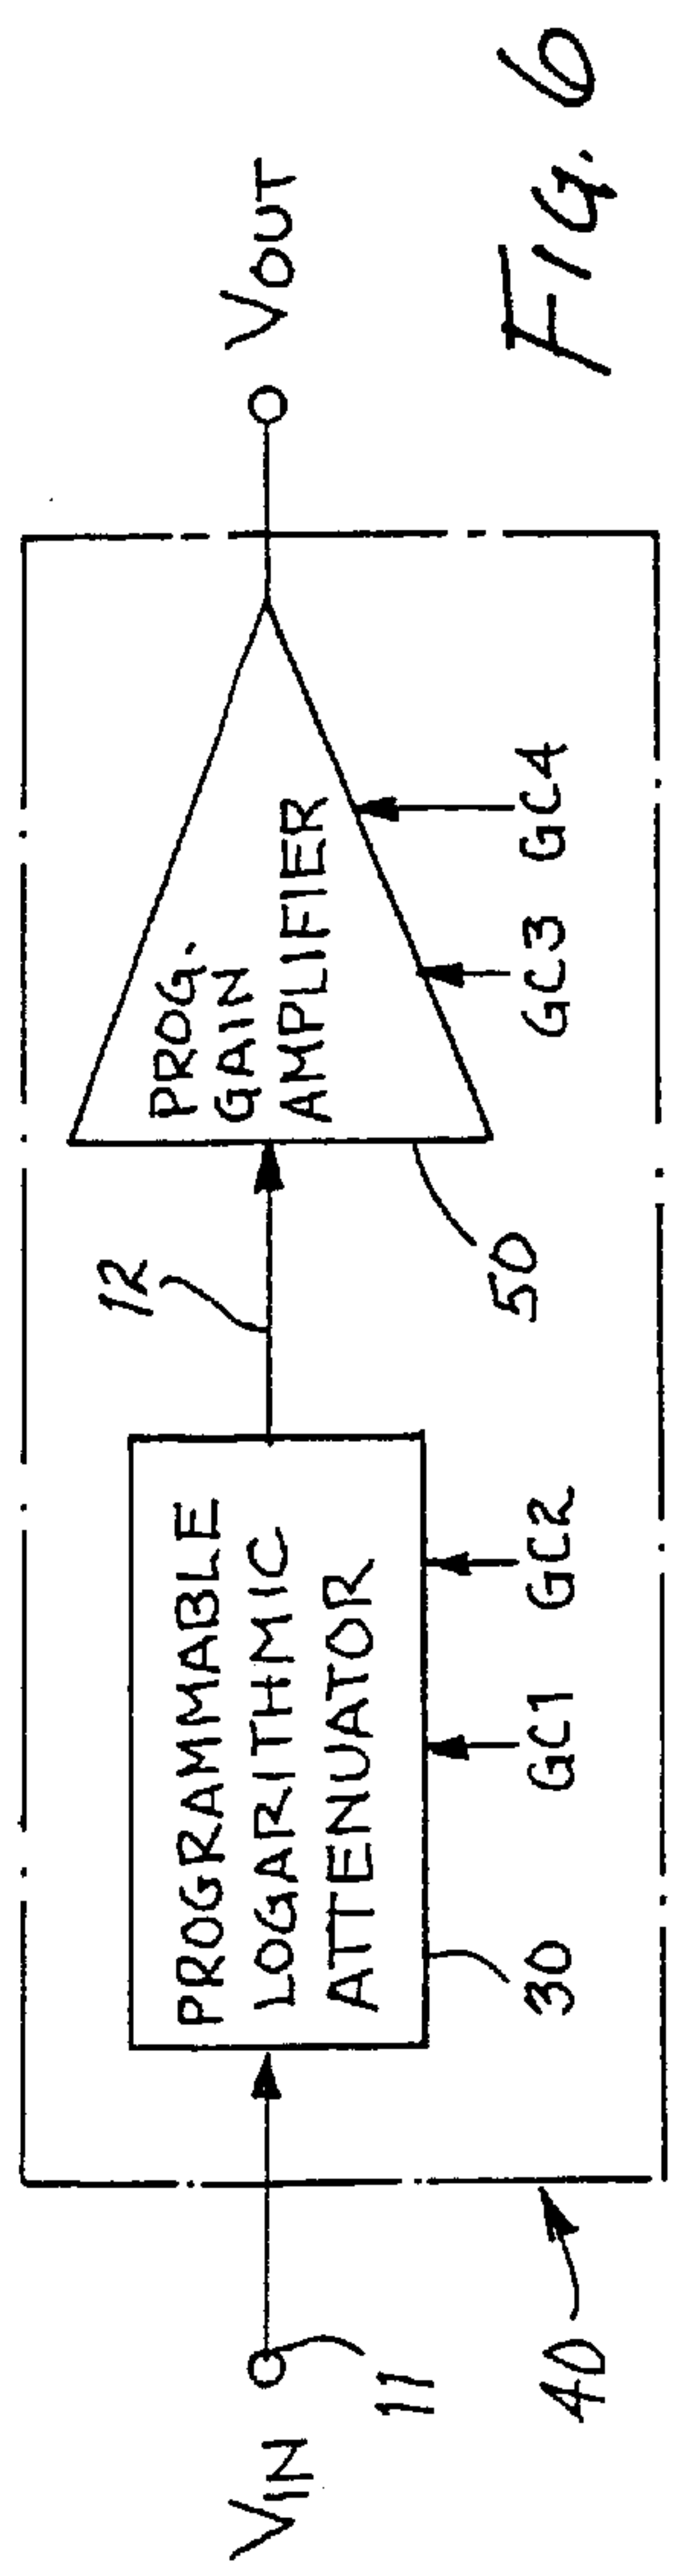 VIN
11
40
PROGRAMMABLE
LOGARITHMIC
ATTENUATOR
30
GC1
GC2
12
PROG.
GAIN
AMPLIFIER
50
GC3
GC4
VOUT
FIG. 6